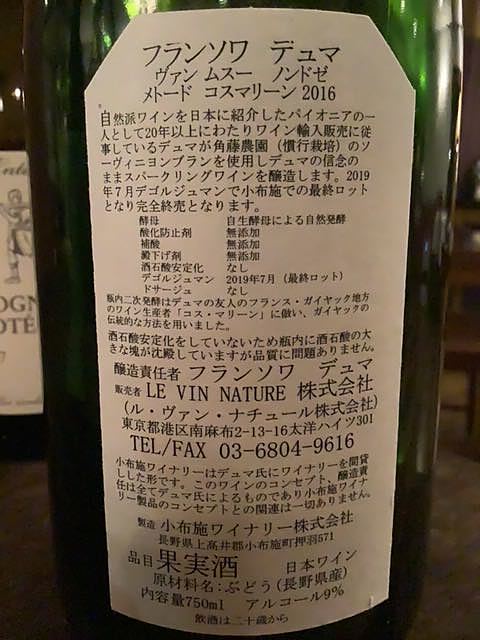 フランソワ デュマ
ヴァン ムスー ノンドゼ
メトード コスマリーン 2016
自然派ワインを日本に紹介したパイオニアの一
人として20年以上にわたりワイン輸入販売に従
事しているデュマが角藤農園（慣行栽培）のソ
ーヴィニヨンブランを使用しデュマの信念の
ままスパークリングワインを醸造します。2019
年7月デゴルジュマンで小布施での最終ロット
となり完全終売となります。
酵母 自生酵母による自然発酵
酸化防止剤 無添加
補酸 無添加
澱下げ剤 無添加
酒石酸安定化 なし
デゴルジュマン 2019年7月（最終ロット）
ドサージュ なし
瓶内二次発酵はデュマの友人のフランス・ガイヤック地方
のワイン生産者「コス・マリーン」に倣い、ガイヤックの
伝統的な方法を用いました。
酒石酸安定化をしていないため瓶内に酒石酸の大
きな塊が沈殿していますが品質に問題ありません。
醸造責任者 フランソワ デュマ
販売者 LE VIN NATURE 株式会社
（ル・ヴァン・ナチュール株式会社）
東京都港区南麻布2-13-16太洋ハイツ301
TEL/FAX 03-6804-9616
小布施ワイナリーはデュマ氏にワイナリーを間貸
しした形です。このワインのコンセプト、醸造責
任は全てデュマ氏によるものであり小布施ワイナ
リー製品のコンセプトとの関連は一切ありません。
製造 小布施ワイナリー株式会社
長野県上高井郡小布施町押羽571
品目 果実酒 日本ワイン
原材料名：ぶどう（長野県産）
内容量750ml アルコール9%
飲酒は二十歳から